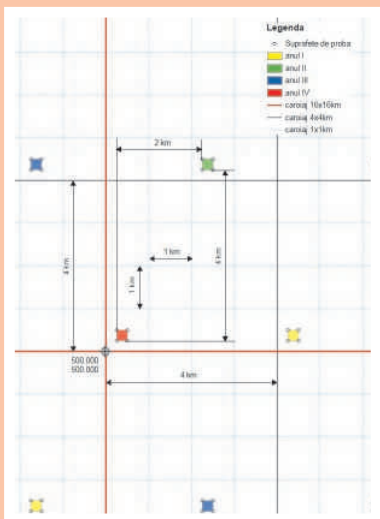 Legenda
Suprafete de proba
anul I
anul II
anul III
anul IV
caroiaj 16x16km
caroiaj 4x4km
caroiaj 1x1km
2 km
4 km
4 km
1 km
1 km
500.000
500.000
4 km